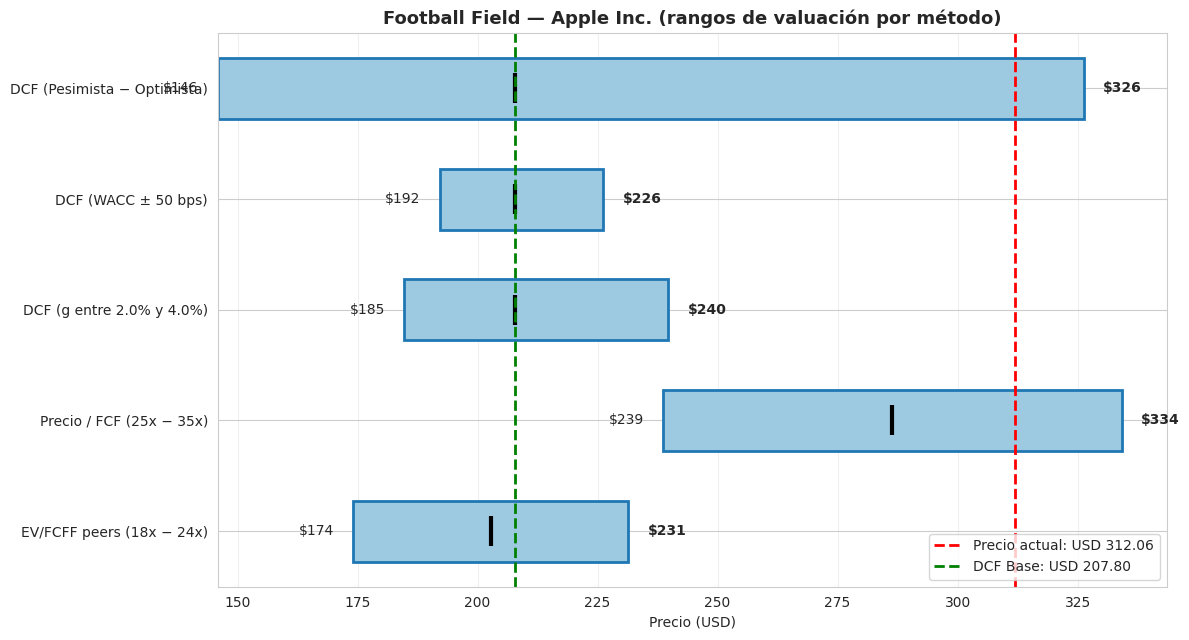 Football Field — Apple Inc. (rangos de valuación por método)
DCF (Pesimista − Optimista)
$146
$326
DCF (WACC ± 50 bps)
$192
$226
DCF (g entre 2.0% y 4.0%)
$185
$240
Precio / FCF (25x − 35x)
$239
$334
EV/FCFF peers (18x − 24x)
$174
$231
Precio actual: USD 312.06
DCF Base: USD 207.80
150 175 200 225 250 275 300 325
Precio (USD)